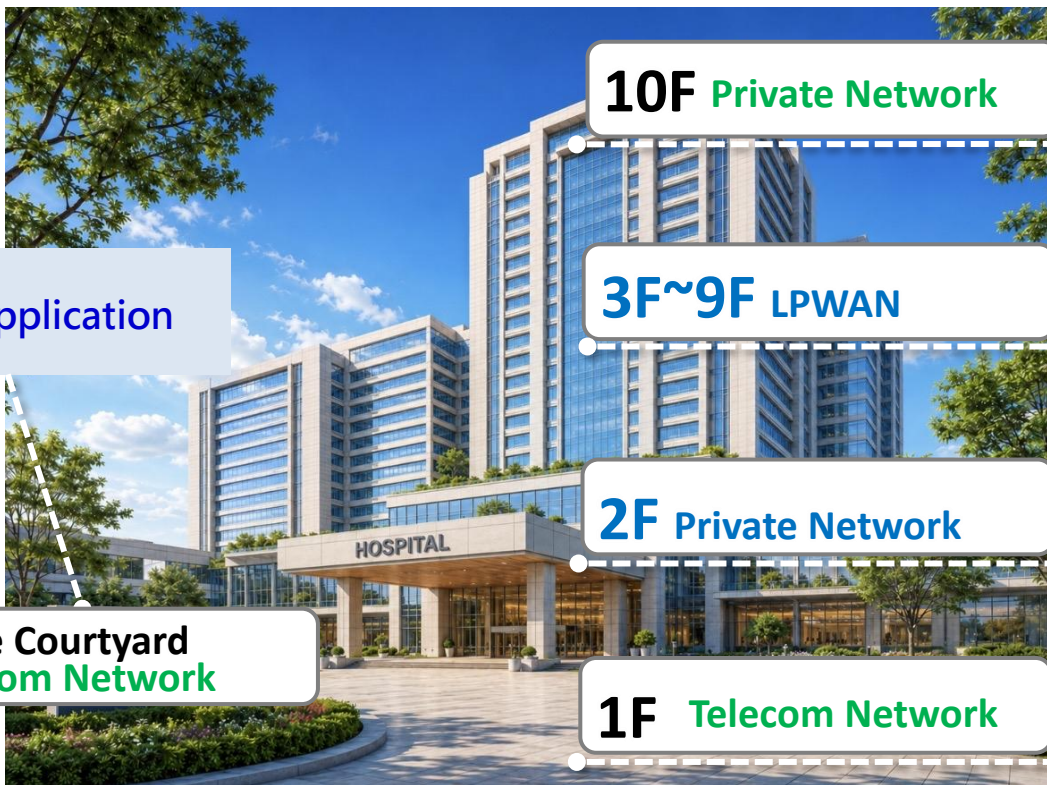 10F Private Network
3F~9F LPWAN
pplication
2F Private Network
HOSPITAL
e Courtyard
om Network
1F Telecom Network